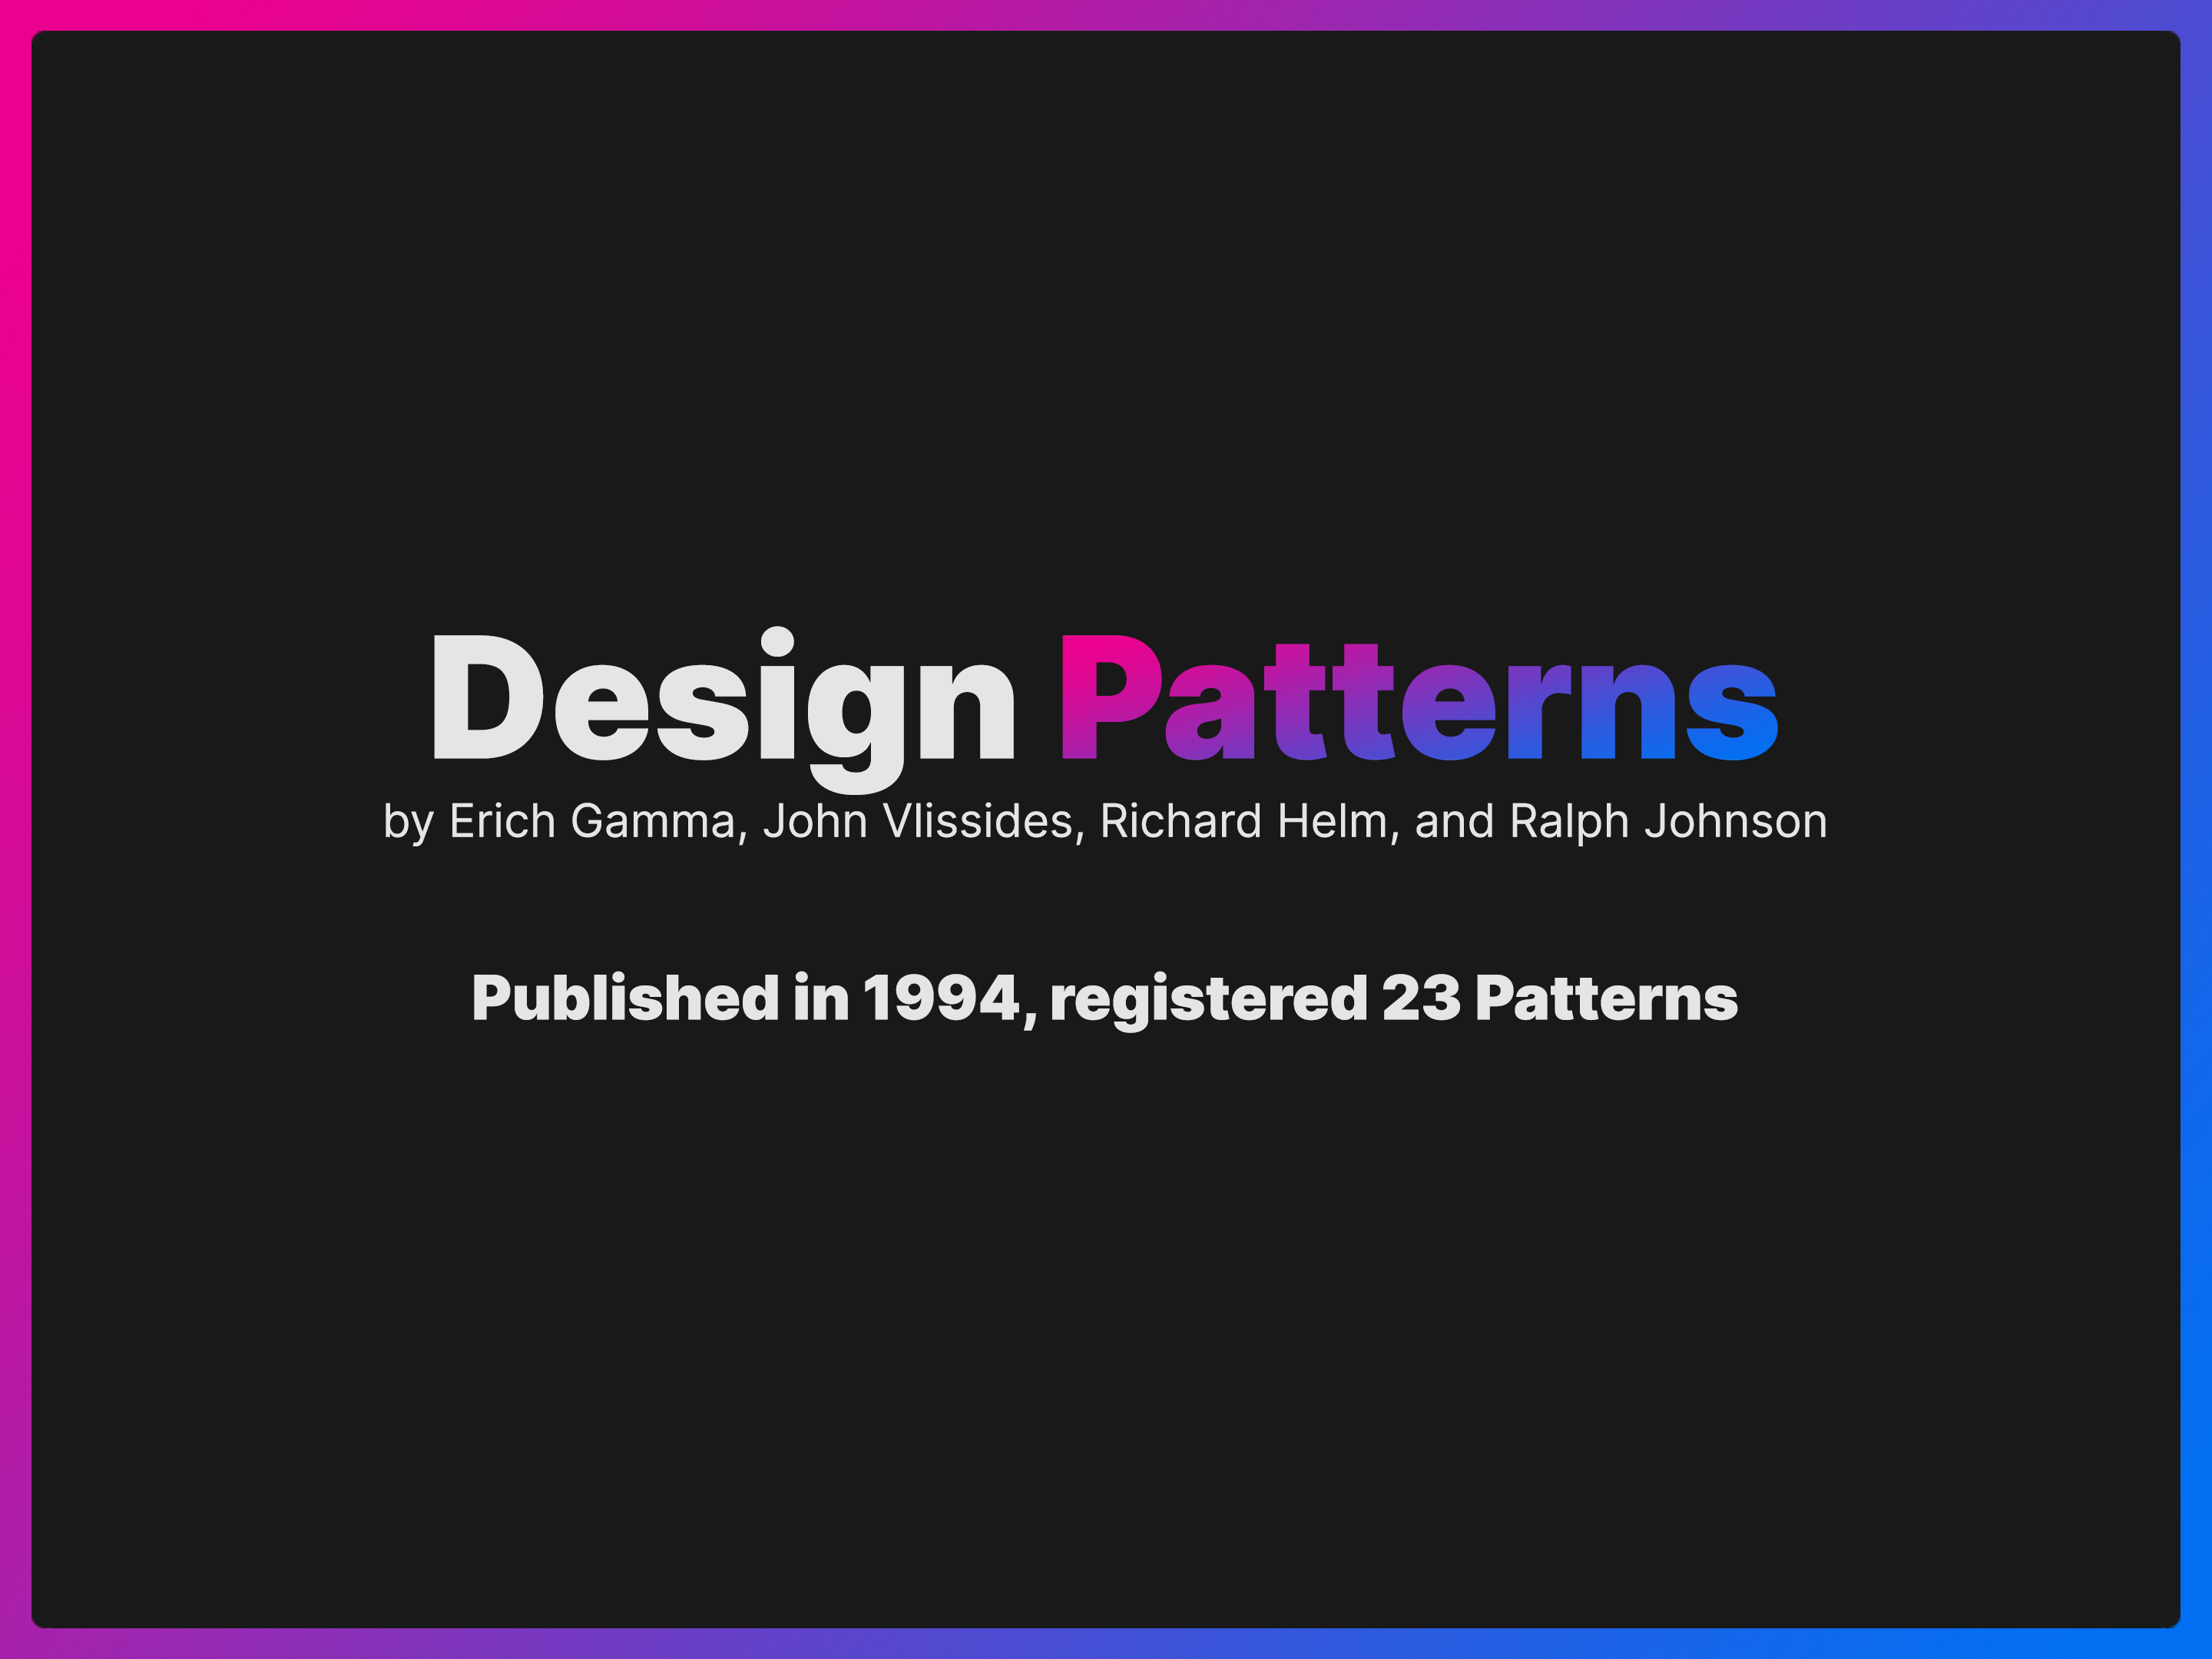 Design Patterns
by Erich Gamma, John Vlissides, Richard Helm, and Ralph Johnson
Published in 1994, registered 23 Patterns